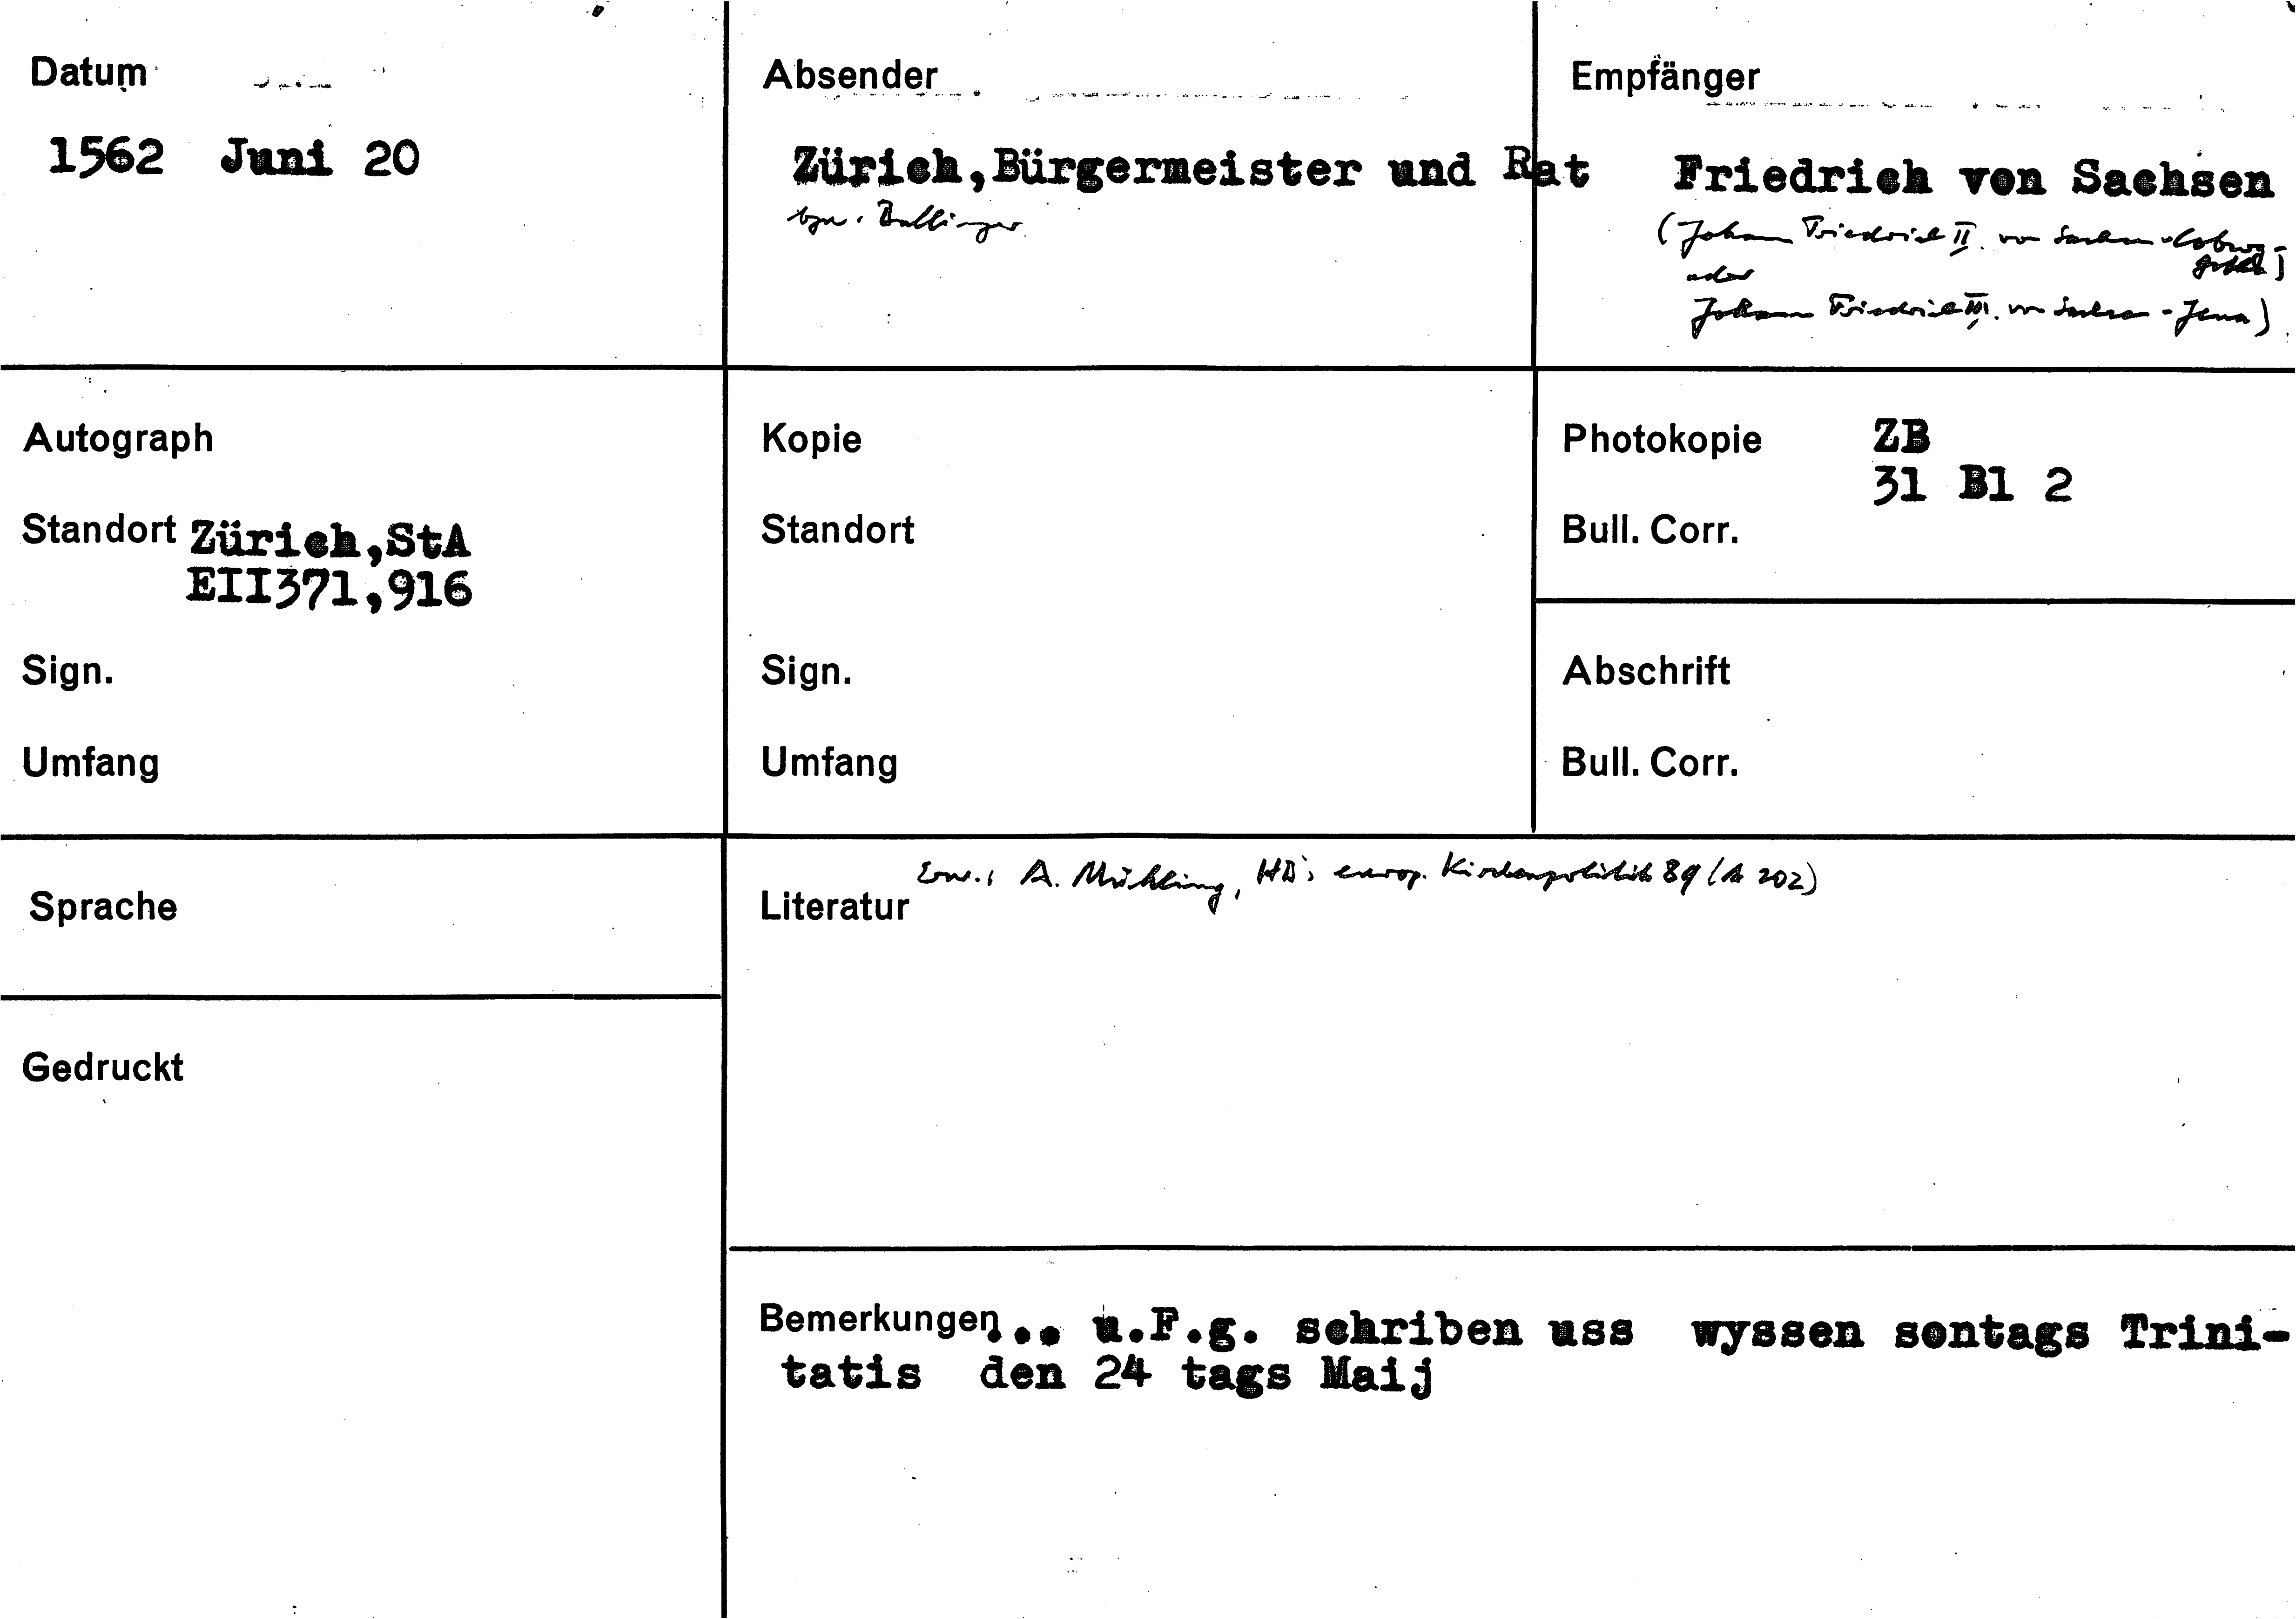 Datum
1562 Juni 20
Absender
Zürich,Bürgermeister und Rat
bzw. Bullinger
Empfänger
Friedrich von Sachsen
(Johann Friedrich II. von Sachsen-Coburg-
Gotha]
oder
Johann Friedrich III. von Sachsen-Jena)
Autograph
Standort Zürich,StA
EII371,916
Sign.
Umfang
Kopie
Standort
Sign.
Umfang
Photokopie ZB
31 Bl 2
Bull. Corr.
Abschrift
Bull. Corr.
Sprache
Gedruckt
Erw.: A. Mühling, HBs europ. Kirchenpolitik 89 (A 202)
Literatur
Bemerkungen... u.F.g. schriben uss wyssen sontags Trini-
tatis den 24 tags Maij